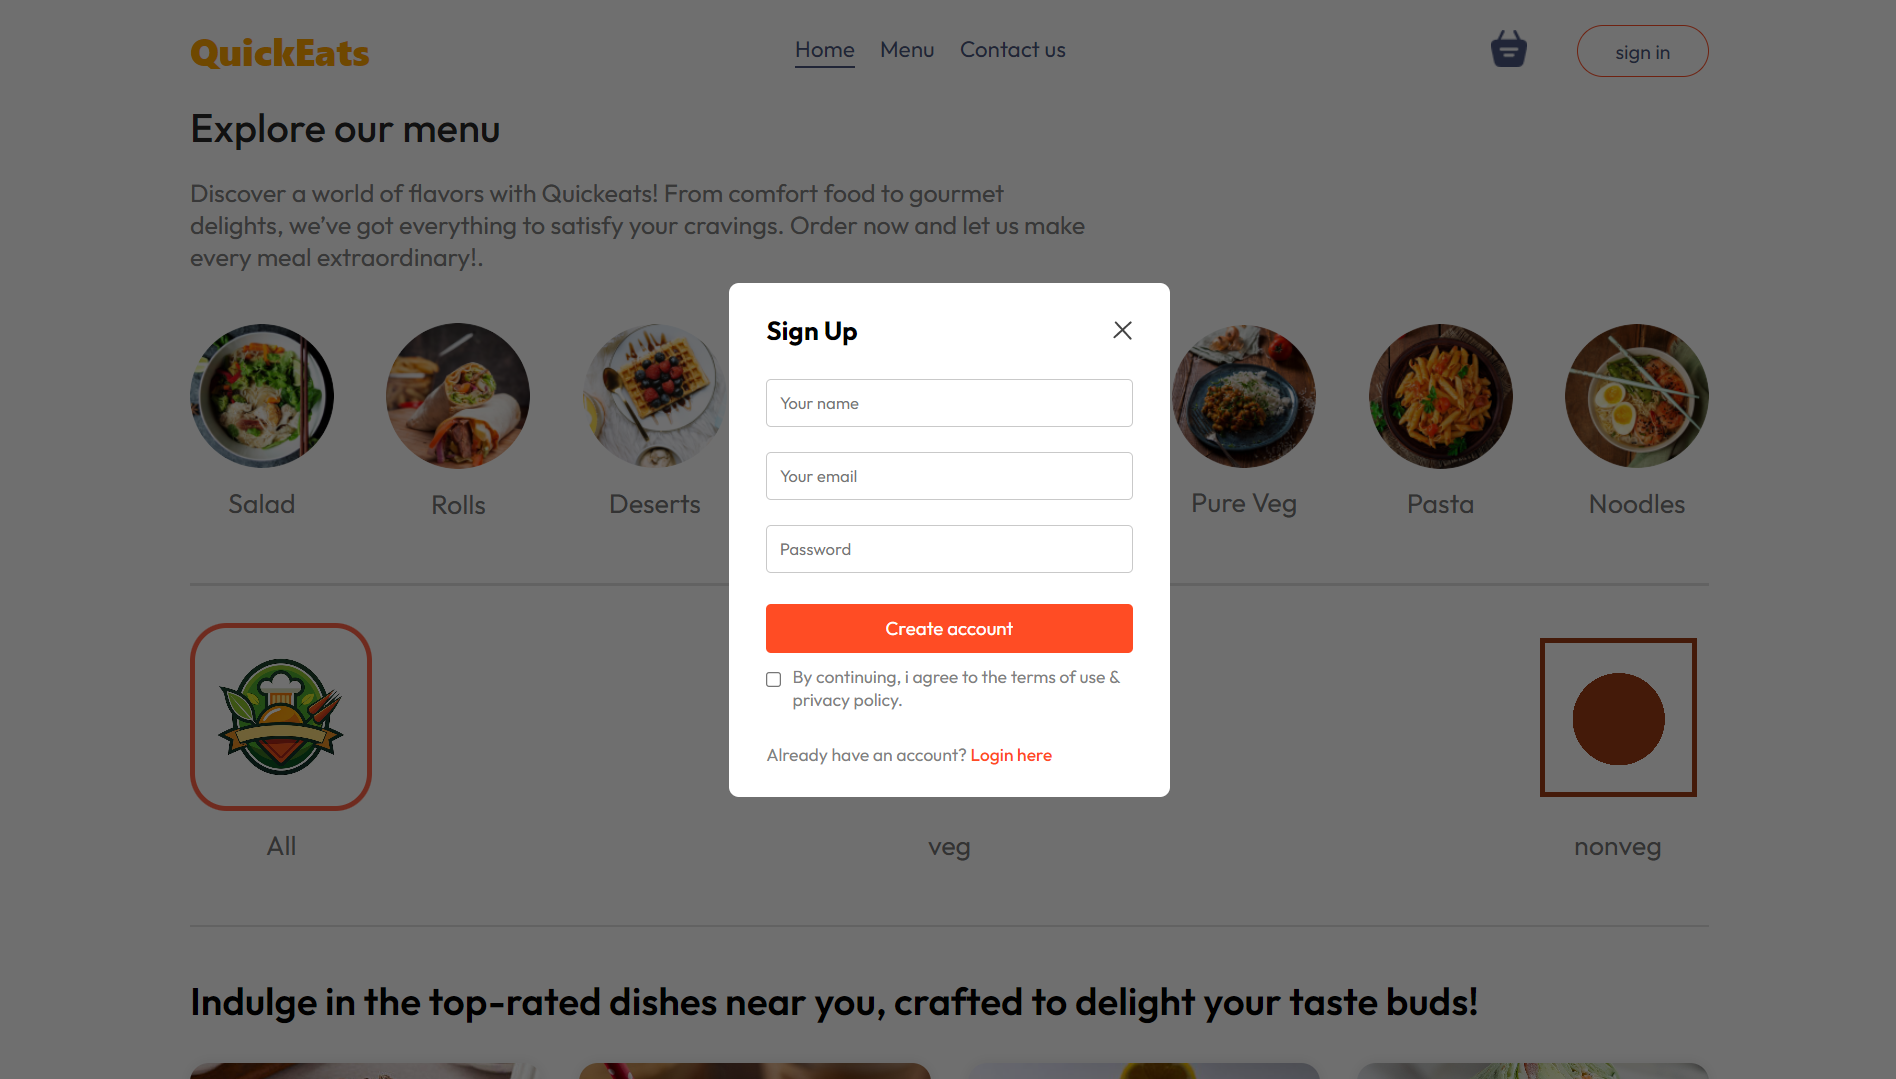 QuickEats
Home Menu Contact us
sign in
Explore our menu
Discover a world of flavors with Quickeats! From comfort food to gourmet
delights, we’ve got everything to satisfy your cravings. Order now and let us make
every meal extraordinary!.
Sign Up
Your name
Your email
Password
Create account
By continuing, i agree to the terms of use &
privacy policy.
Already have an account? Login here
Salad
Rolls
Deserts
Pure Veg
Pasta
Noodles
All
veg
nonveg
Indulge in the top-rated dishes near you, crafted to delight your taste buds!